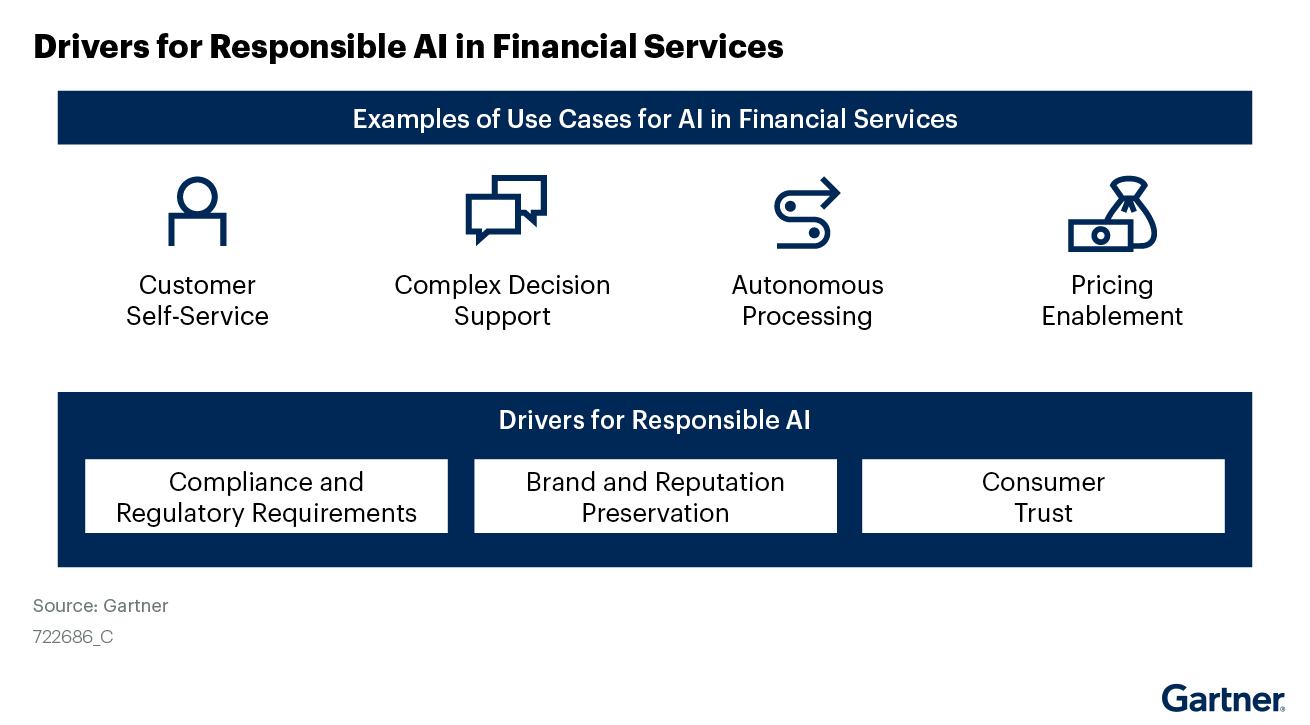 Drivers for Responsible AI in Financial Services
Examples of Use Cases for AI in Financial Services
Customer
Self-Service
Complex Decision
Support
Autonomous
Processing
Pricing
Enablement
Drivers for Responsible AI
Compliance and
Regulatory Requirements
Brand and Reputation
Preservation
Consumer
Trust
Source: Gartner
722686_C
Gartner®